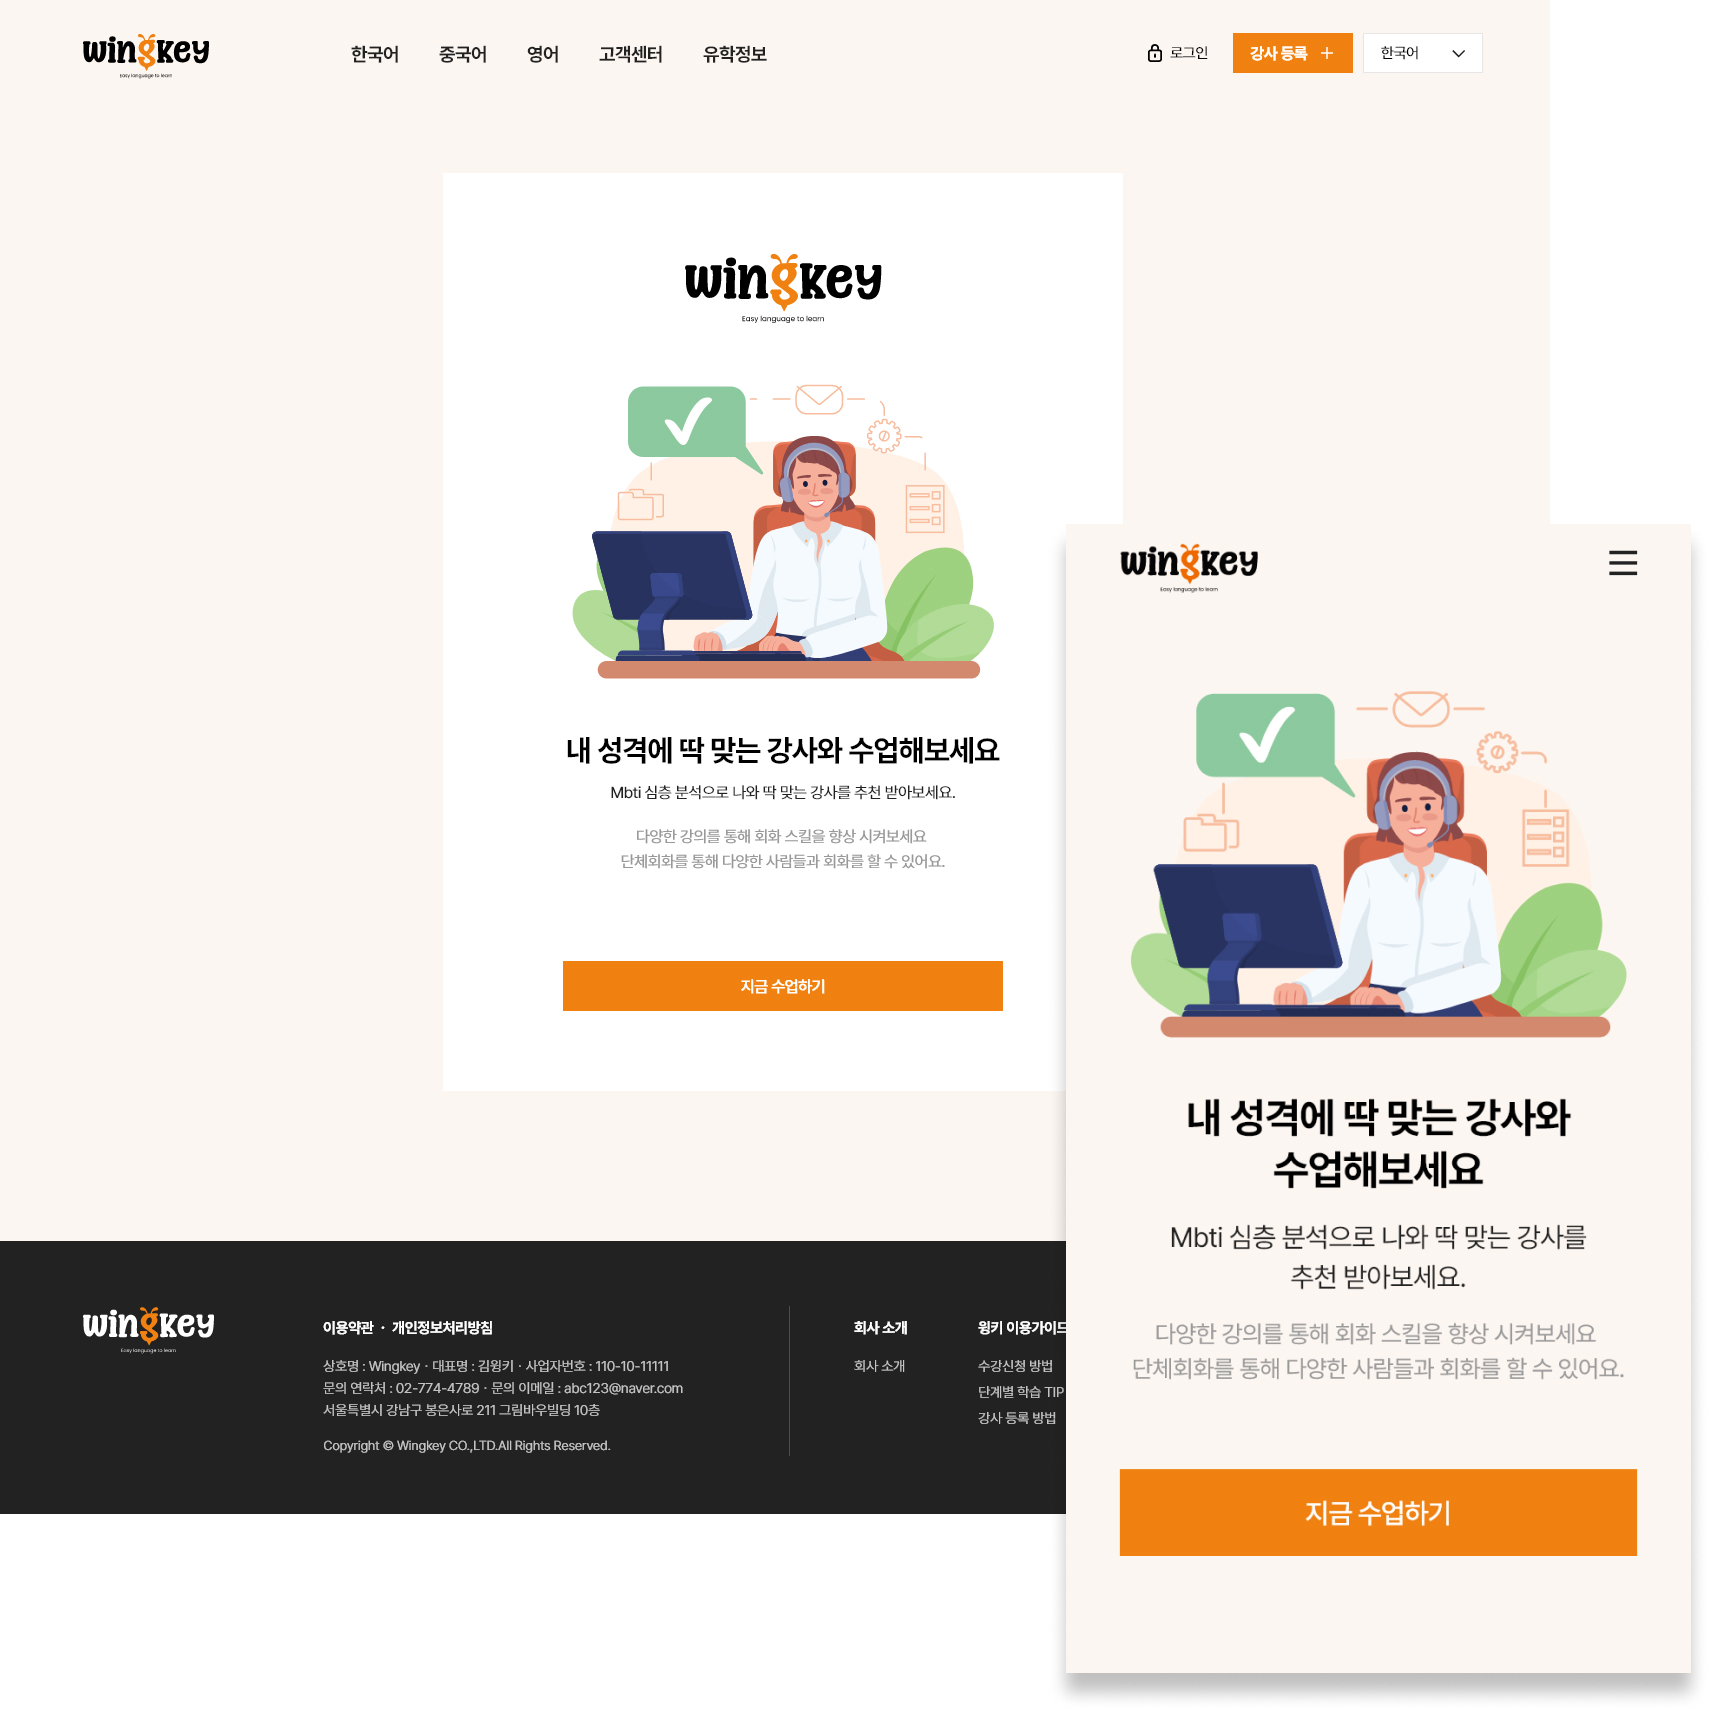 wingkey
Easy language to learn
한국어 중국어 영어 고객센터 유학정보
로그인
강사 등록 +
한국어
wingkey
Easy language to learn
내 성격에 딱 맞는 강사와 수업해보세요
Mbti 심층 분석으로 나와 딱 맞는 강사를 추천 받아보세요.
다양한 강의를 통해 회화 스킬을 향상 시켜보세요
단체회화를 통해 다양한 사람들과 회화를 할 수 있어요.
지금 수업하기
wingkey
Easy language to learn
이용약관 · 개인정보처리방침
상호명 : Wingkey · 대표명 : 김윙키 · 사업자번호 : 110-10-11111
문의 연락처 : 02-774-4789 · 문의 이메일 : abc123@naver.com
서울특별시 강남구 봉은사로 211 그림바우빌딩 10층
Copyright © Wingkey CO.,LTD.All Rights Reserved.
회사 소개
회사 소개
윙키 이용가이드
수강신청 방법
단계별 학습 TIP
강사 등록 방법
wingkey
Easy language to learn
내 성격에 딱 맞는 강사와
수업해보세요
Mbti 심층 분석으로 나와 딱 맞는 강사를
추천 받아보세요.
다양한 강의를 통해 회화 스킬을 향상 시켜보세요
단체회화를 통해 다양한 사람들과 회화를 할 수 있어요.
지금 수업하기